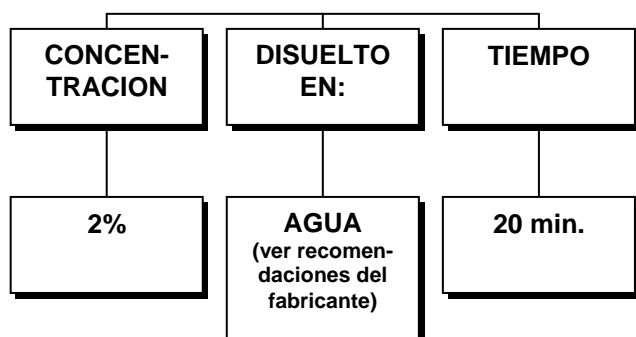 CONCEN-
TRACION
DISUELTO
EN:
TIEMPO
2%
AGUA
(ver recomen-
daciones del
fabricante)
20 min.